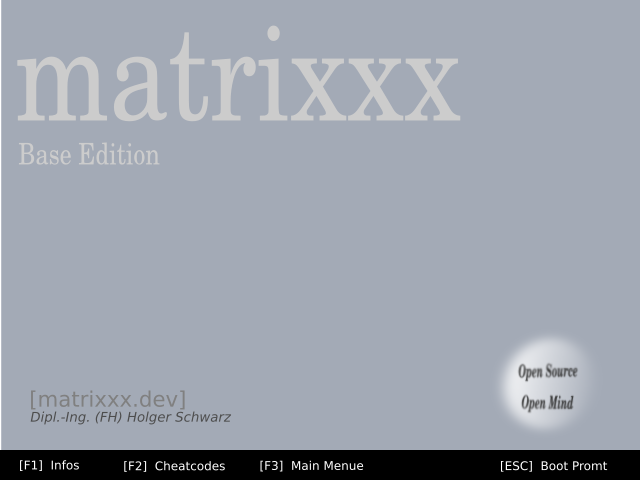 matrixxx
Base Edition
Open Source
Open Mind
[matrixxx.dev]
Dipl.-Ing. (FH) Holger Schwarz
[F1] Infos [F2] Cheatcodes [F3] Main Menue [ESC] Boot Promt